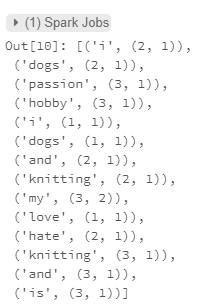 (1) Spark Jobs
Out[10]: [('i', (2, 1)),
('dogs', (2, 1)),
('passion', (3, 1)),
('hobby', (3, 1)),
('i', (1, 1)),
('dogs', (1, 1)),
('and', (2, 1)),
('knitting', (2, 1)),
('my', (3, 2)),
('love', (1, 1)),
('hate', (2, 1)),
('knitting', (3, 1)),
('and', (3, 1)),
('is', (3, 1))]